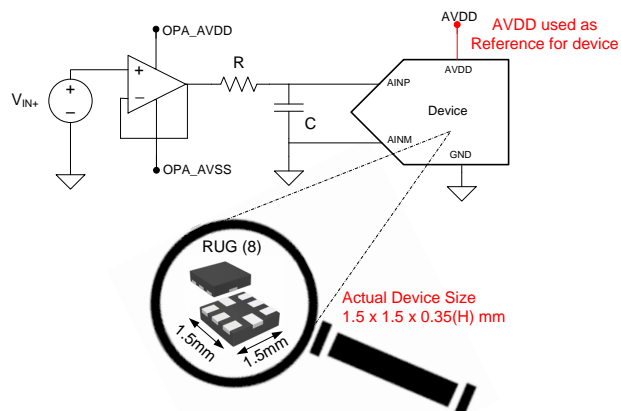 OPA_AVDD
AVDD
AVDD used as
Reference for device
R
+
+
AVDD
AINP
VIN+
Device
C
AINM
GND
OPA_AVSS
RUG (8)
Actual Device Size
1.5 x 1.5 x 0.35(H) mm
1.5mm
1.5mm